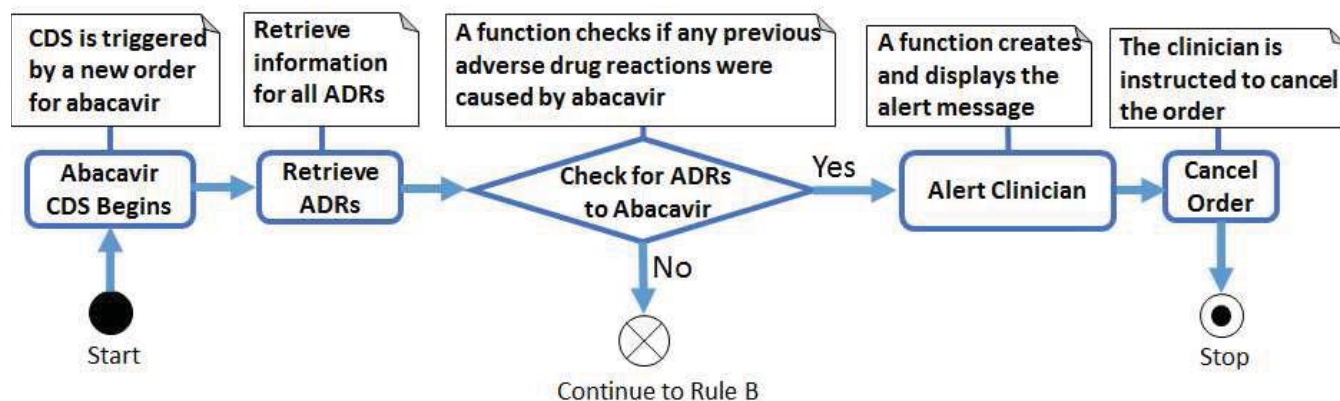 CDS is triggered
by a new order
for abacavir
Retrieve
information
for all ADRs
A function checks if any previous
adverse drug reactions were
caused by abacavir
A function creates
and displays the
alert message
The clinician is
instructed to cancel
the order
Abacavir
CDS Begins
Retrieve
ADRs
Check for ADRs
to Abacavir
Yes
Alert Clinician
Cancel
Order
No
Start
Continue to Rule B
Stop